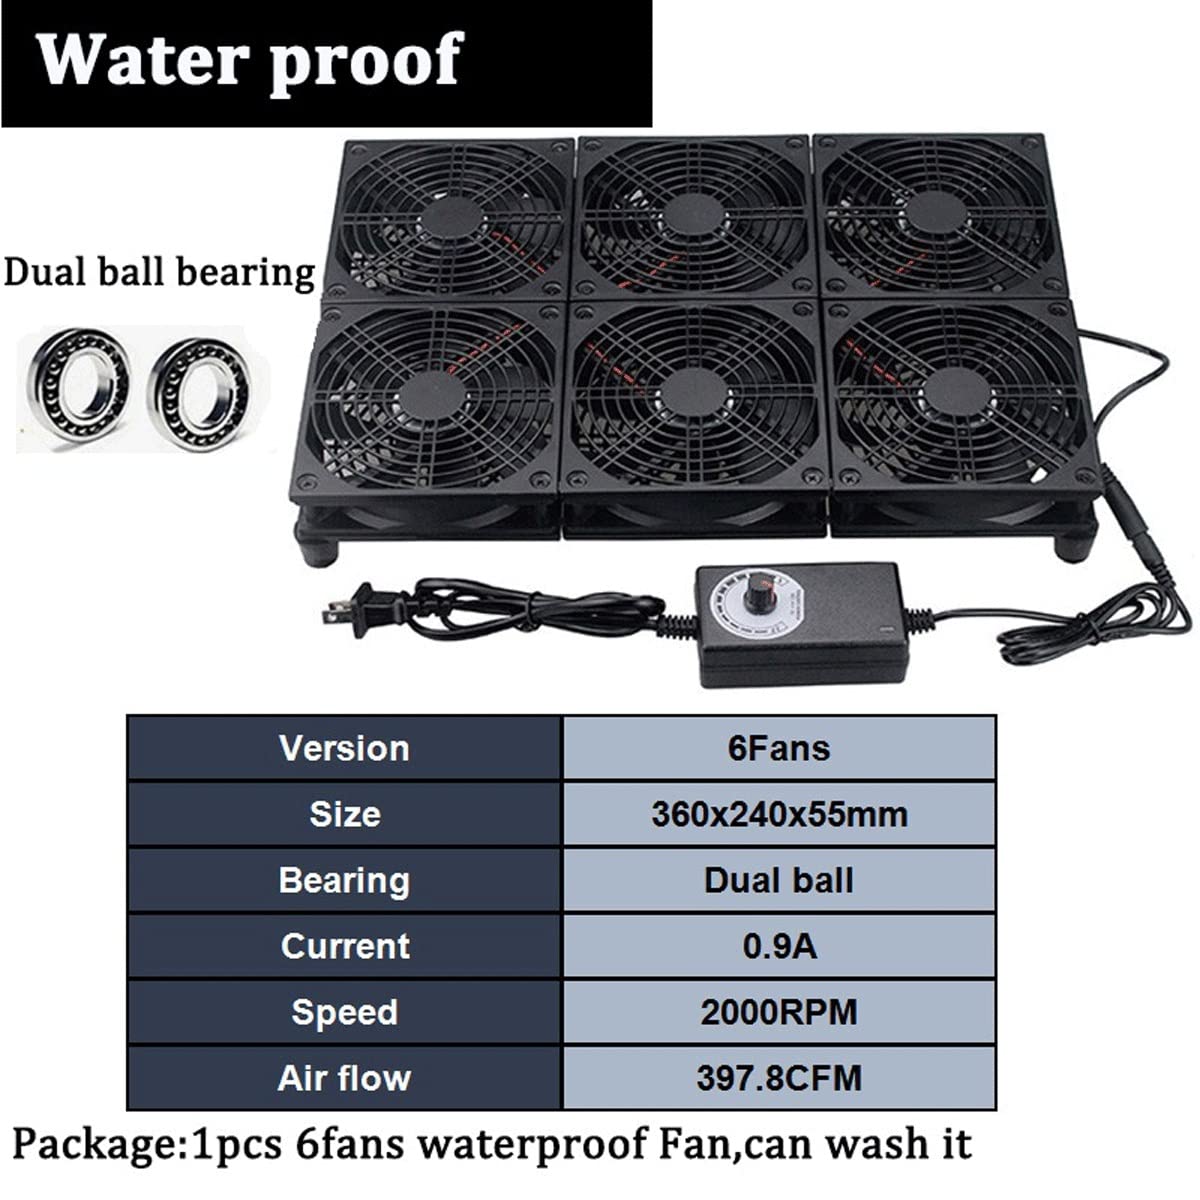 Water proof
Dual ball bearing
Version 6Fans
Size 360x240x55mm
Bearing Dual ball
Current 0.9A
Speed 2000RPM
Air flow 397.8CFM
Package:1pcs 6fans waterproof Fan,can wash it